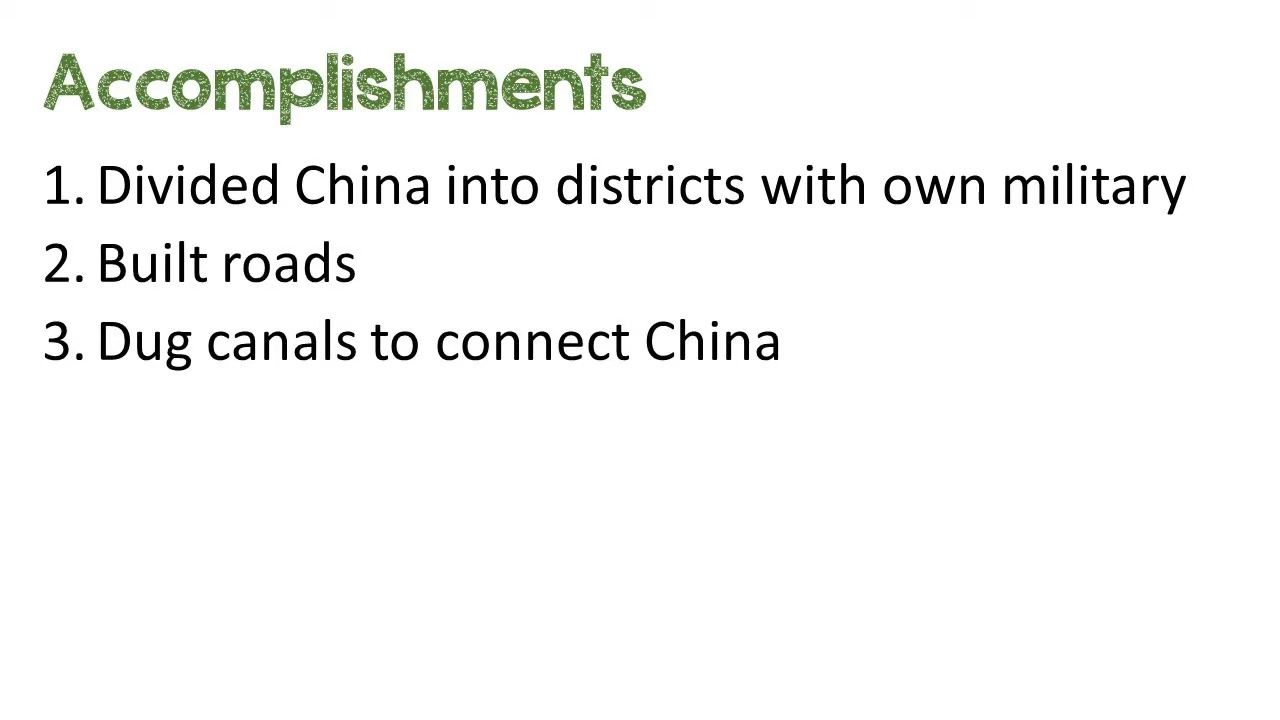 Accomplishments
1. Divided China into districts with own military
2. Built roads
3. Dug canals to connect China